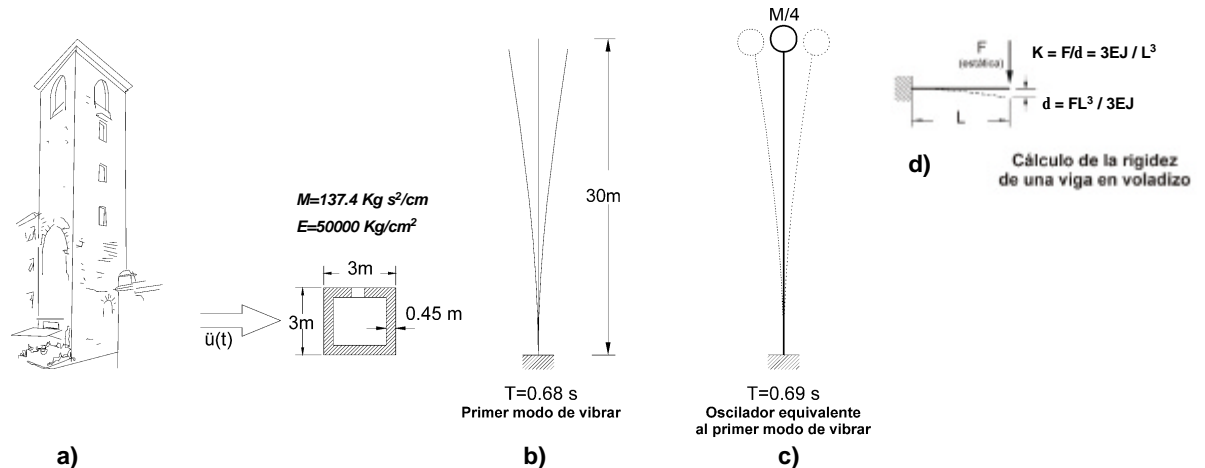 M/4
F
(estática)
K = F/d = 3EJ / L³
d = FL³ / 3EJ
L
d)
Cálculo de la rigidez
de una viga en voladizo
M=137.4 Kg s²/cm
E=50000 Kg/cm²
3m
3m
0.45 m
ü(t)
30m
T=0.68 s
Primer modo de vibrar
T=0.69 s
Oscilador equivalente
al primer modo de vibrar
a)
b)
c)